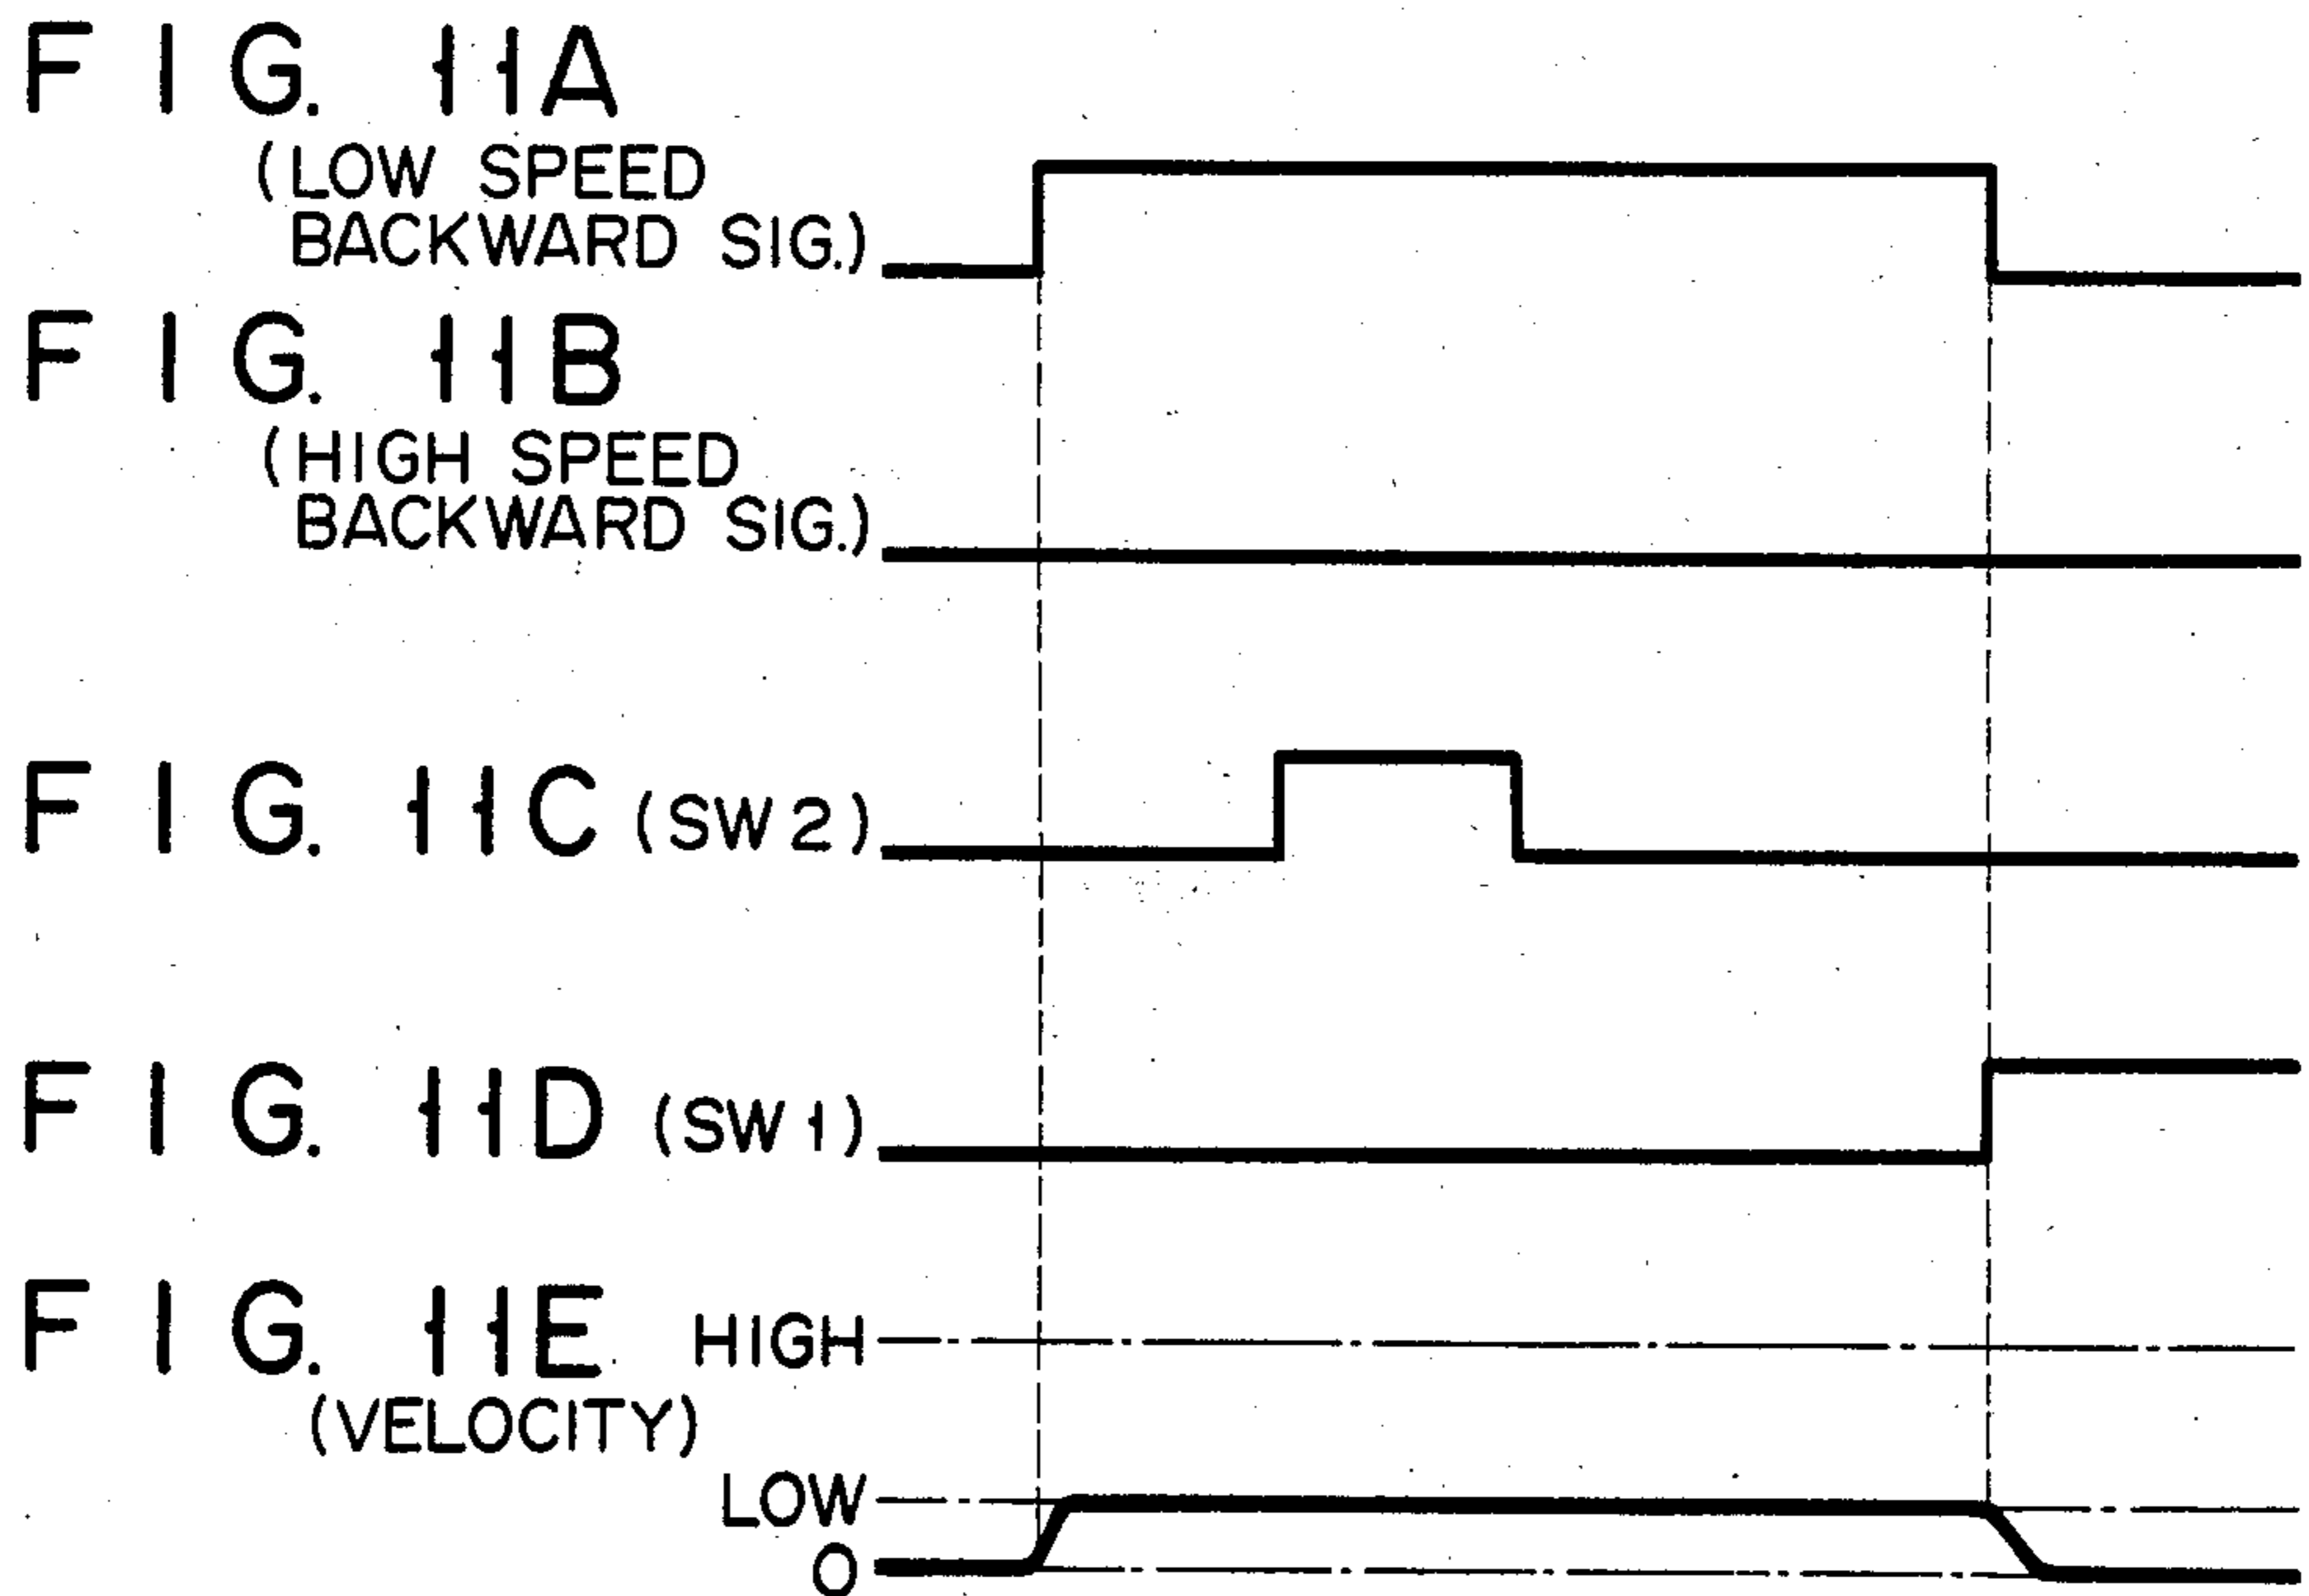 FIG. 11A
(LOW SPEED
BACKWARD SIG.)
FIG. 11B
(HIGH SPEED
BACKWARD SIG.)
FIG. 11C (SW2)
FIG. 11D (SW1)
FIG. 11E HIGH
(VELOCITY)
LOW
0